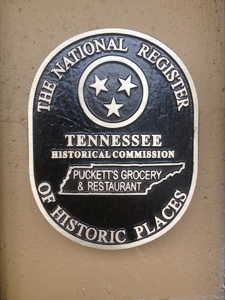 THE NATIONAL REGISTER
TENNESSEE
HISTORICAL COMMISSION
PUCKETT'S GROCERY
& RESTAURANT
OF HISTORIC PLACES